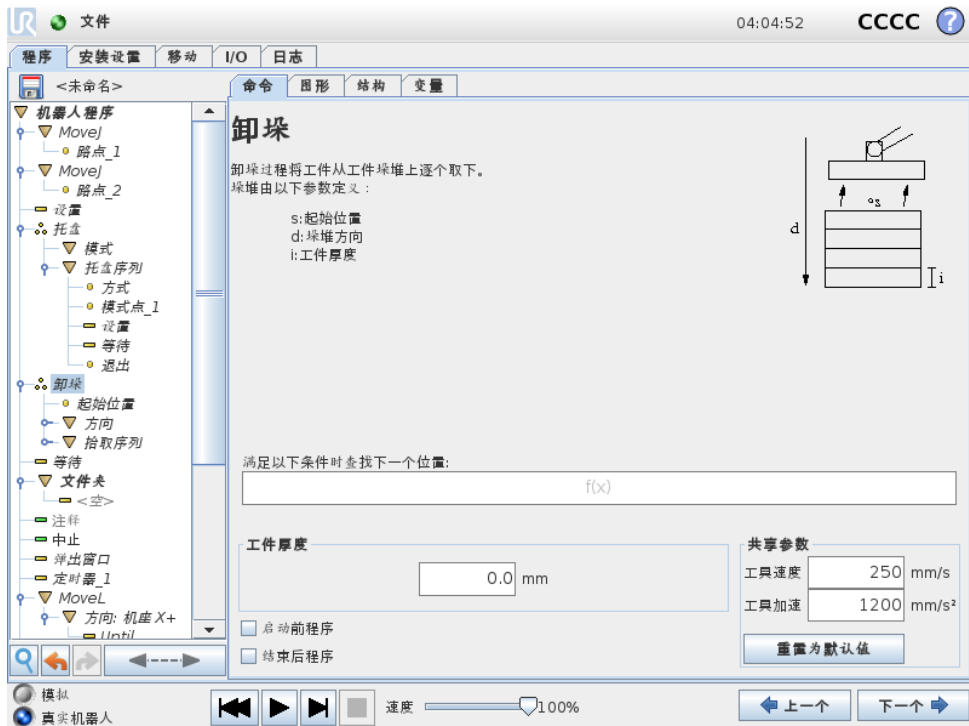 UR 文件 04:04:52 CCCC ?
程序 安装设置 移动 I/O 日志
<未命名>
命令 图形 结构 变量
机器人程序
MoveJ
路点_1
MoveJ
路点_2
设置
托盘
模式
托盘序列
方式
模式点_1
设置
等待
退出
卸垛
起始位置
方向
拾取序列
等待
文件夹
<空>
注释
中止
弹出窗口
定时器_1
MoveL
方向: 机座 X+
Until
卸垛
卸垛过程将工件从工件垛堆上逐个取下。
垛堆由以下参数定义：
s:起始位置
d:垛堆方向
i:工件厚度
s
d
i
满足以下条件时查找下一个位置:
f(x)
工件厚度
0.0 mm
启动前程序
结束后程序
共享参数
工具速度 250 mm/s
工具加速 1200 mm/s²
重置为默认值
模拟
真实机器人
速度 100%
上一个 下一个